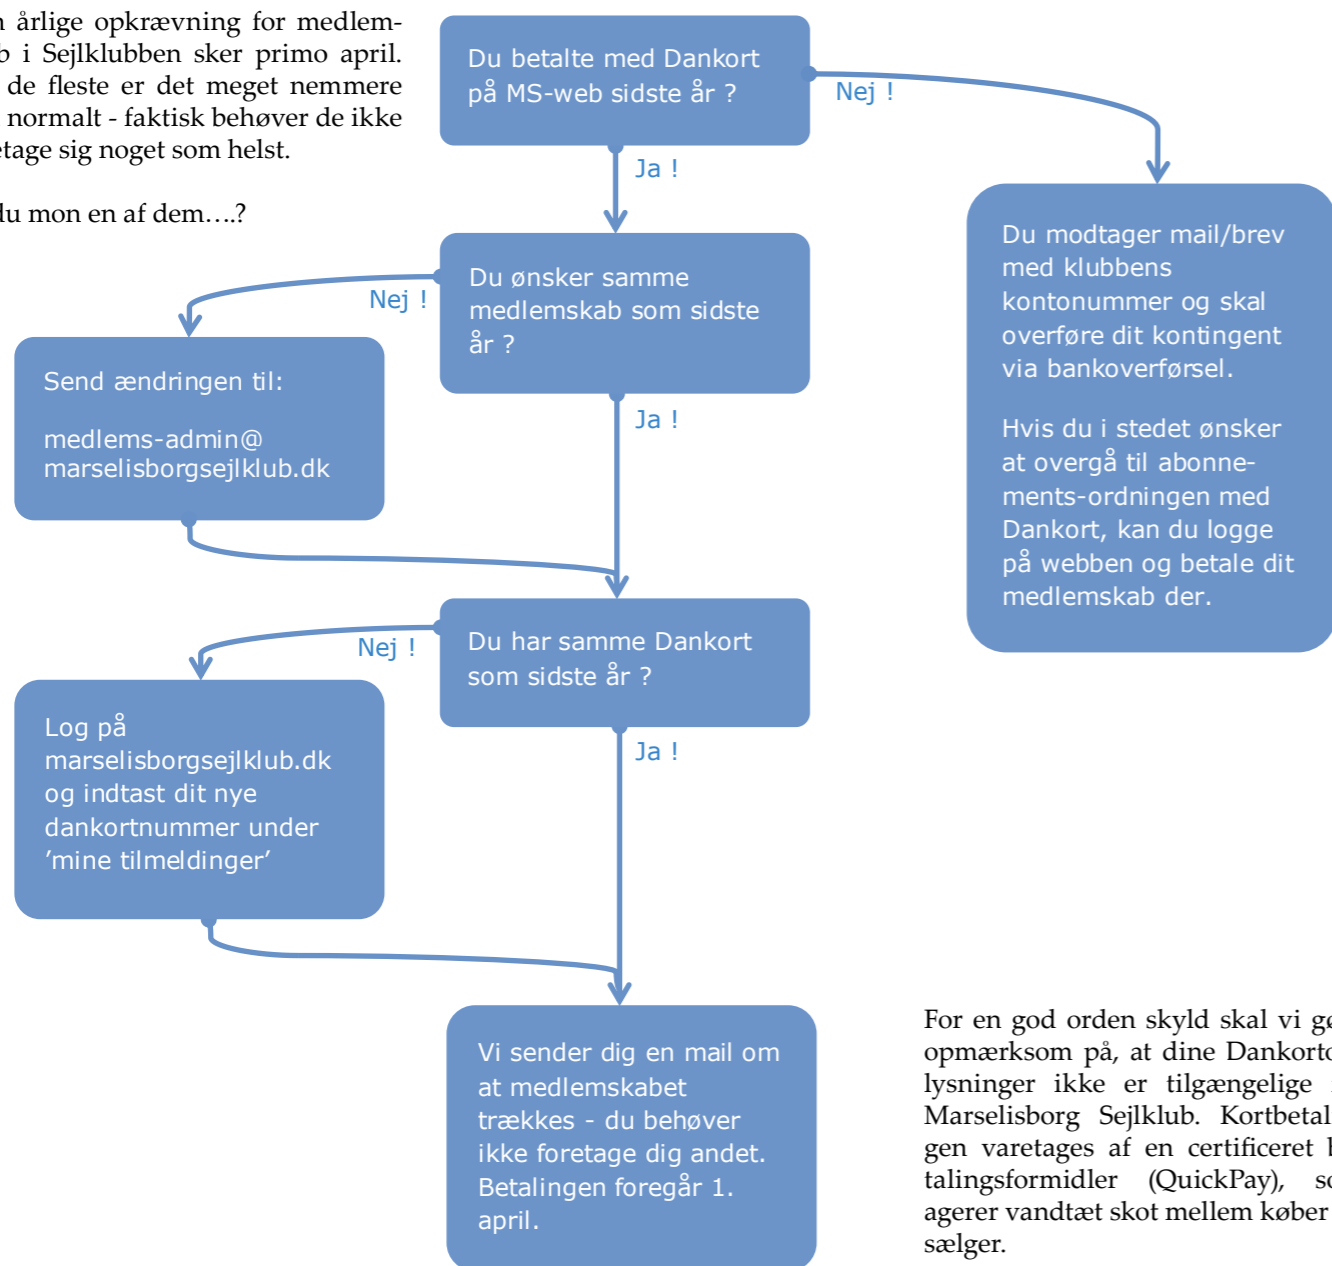 årlige opkrævning for medlem-
i Sejlklubben sker primo april.
de fleste er det meget nemmere
normalt - faktisk behøver de ikke
sig noget som helst.
du mon en af dem….?
Du betalte med Dankort
på MS-web sidste år ?
Nej !
Ja !
Du ønsker samme
medlemskab som sidste
år ?
Nej !
Ja !
Send ændringen til:
medlems-admin@
marselisborgsejlklub.dk
Du har samme Dankort
som sidste år ?
Nej !
Ja !
Log på
marselisborgsejlklub.dk
og indtast dit nye
dankortnummer under
’mine tilmeldinger’
Vi sender dig en mail om
at medlemskabet
trækkes - du behøver
ikke foretage dig andet.
Betalingen foregår 1.
april.
Du modtager mail/brev
med klubbens
kontonummer og skal
overføre dit kontingent
via bankoverførsel.
Hvis du i stedet ønsker
at overgå til abonne-
ments-ordningen med
Dankort, kan du logge
på webben og betale dit
medlemskab der.
For en god orden skyld skal vi
opmærksom på, at dine
lysninger ikke er tilgængelige
Marselisborg Sejlklub.
gen varetages af en certificeret
talingsformidler (QuickPay),
agerer vandtæt skot mellem køber
sælger.